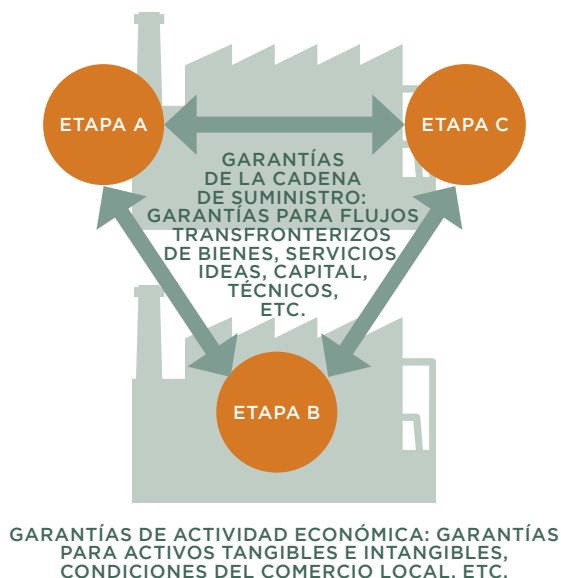 ETAPA A
ETAPA C
GARANTÍAS
DE LA CADENA
DE SUMINISTRO:
GARANTÍAS PARA FLUJOS
TRANSFRONTERIZOS
DE BIENES, SERVICIOS
IDEAS, CAPITAL,
TÉCNICOS,
ETC.
ETAPA B
GARANTÍAS DE ACTIVIDAD ECONÓMICA: GARANTÍAS
PARA ACTIVOS TANGIBLES E INTANGIBLES,
CONDICIONES DEL COMERCIO LOCAL, ETC.